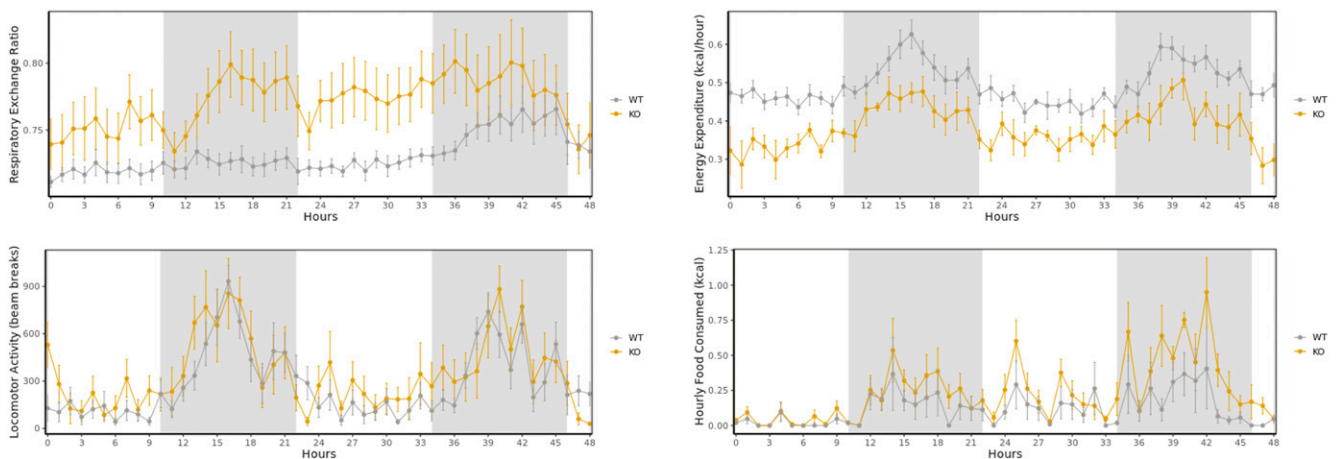 Respiratory Exchange Ratio
0.80
0.75
0 3 6 9 12 15 18 21 24 27 30 33 36 39 42 45 48
Hours
WT
KO
Energy Expenditure (kcal/hour)
0.6
0.5
0.4
0.3
0 3 6 9 12 15 18 21 24 27 30 33 36 39 42 45 48
Hours
WT
KO
Locomotor Activity (beam breaks)
900
600
300
0
0 3 6 9 12 15 18 21 24 27 30 33 36 39 42 45 48
Hours
WT
KO
Hourly Food Consumed (kcal)
1.25
1.00
0.75
0.50
0.25
0.00
0 3 6 9 12 15 18 21 24 27 30 33 36 39 42 45 48
Hours
WT
KO